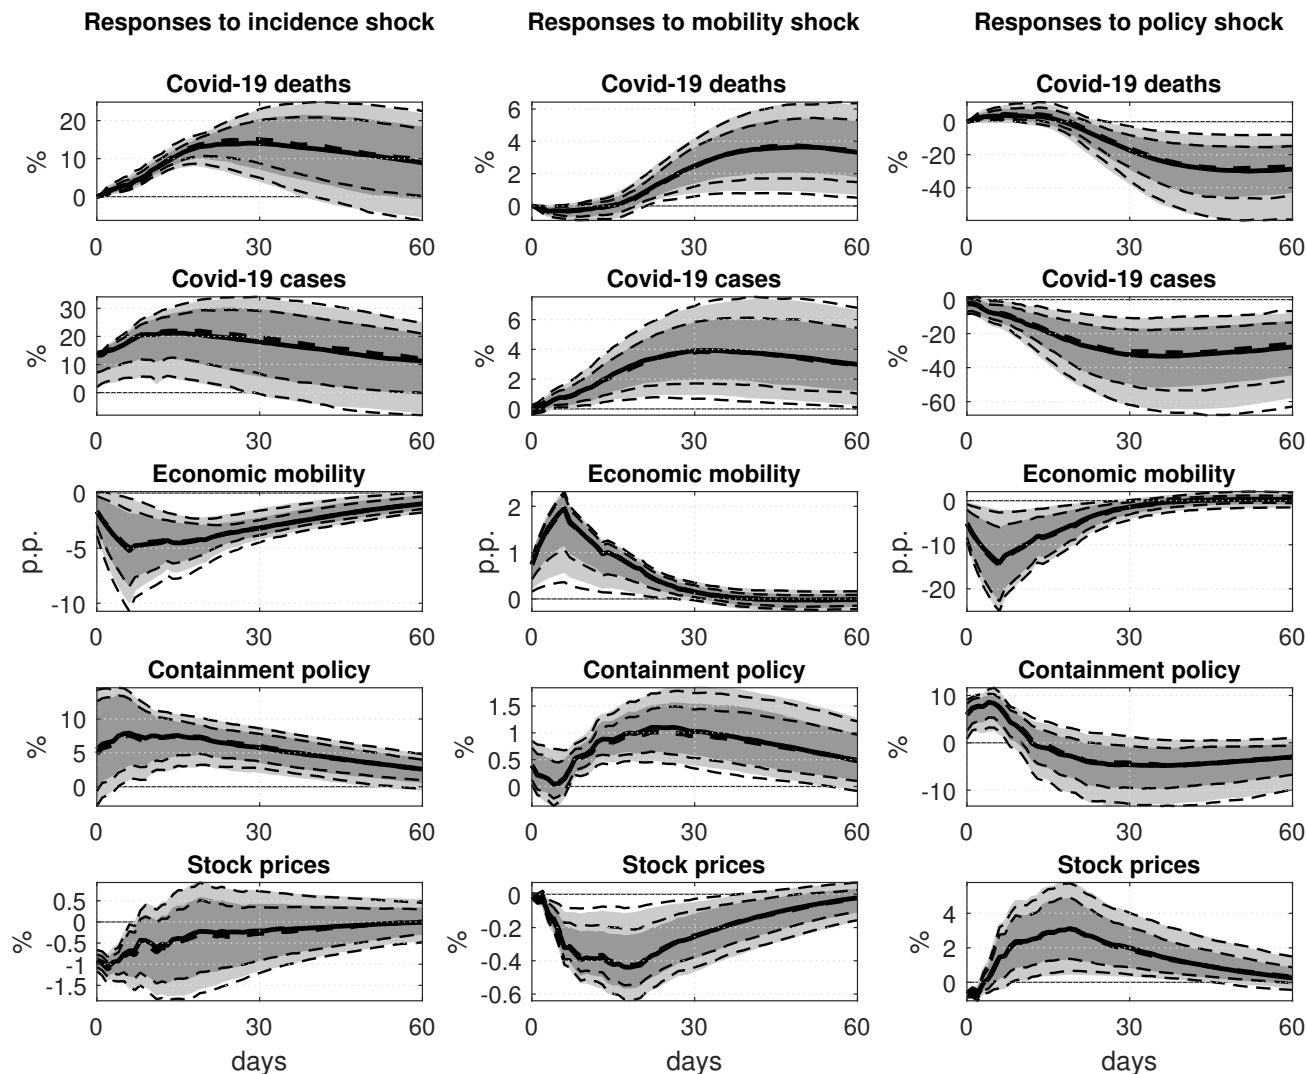 Responses to incidence shock Responses to mobility shock Responses to policy shock
Covid-19 deaths Covid-19 deaths Covid-19 deaths
20 10 0 % 0 30 60
6 4 2 0 % 0 30 60
0 -20 -40 % 0 30 60
Covid-19 cases Covid-19 cases Covid-19 cases
30 20 10 0 % 0 30 60
6 4 2 0 % 0 30 60
0 -20 -40 -60 % 0 30 60
Economic mobility Economic mobility Economic mobility
0 -5 -10 p.p. 0 30 60
2 1 0 p.p. 0 30 60
0 -10 -20 p.p. 0 30 60
Containment policy Containment policy Containment policy
10 5 0 % 0 30 60
1.5 1 0.5 0 % 0 30 60
10 0 -10 % 0 30 60
Stock prices Stock prices Stock prices
0.5 0 -0.5 -1 -1.5 % 0 30 60
0 -0.2 -0.4 -0.6 % 0 30 60
4 2 0 % 0 30 60
days days days